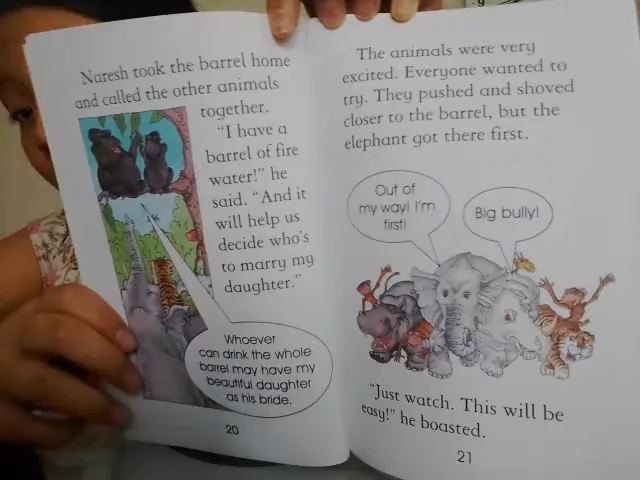 Naresh took the barrel home
and called the other animals
together.
"I have a
barrel of fire
water!" he
said. "And it
will help us
decide who's
to marry my
daughter."
Whoever
can drink the whole
barrel may have my
beautiful daughter
as his bride.
20
The animals were very
excited. Everyone wanted to
try. They pushed and shoved
closer to the barrel, but the
elephant got there first.
Out of
my way! I'm
first!
Big bully!
"Just watch. This will be
easy!" he boasted.
21